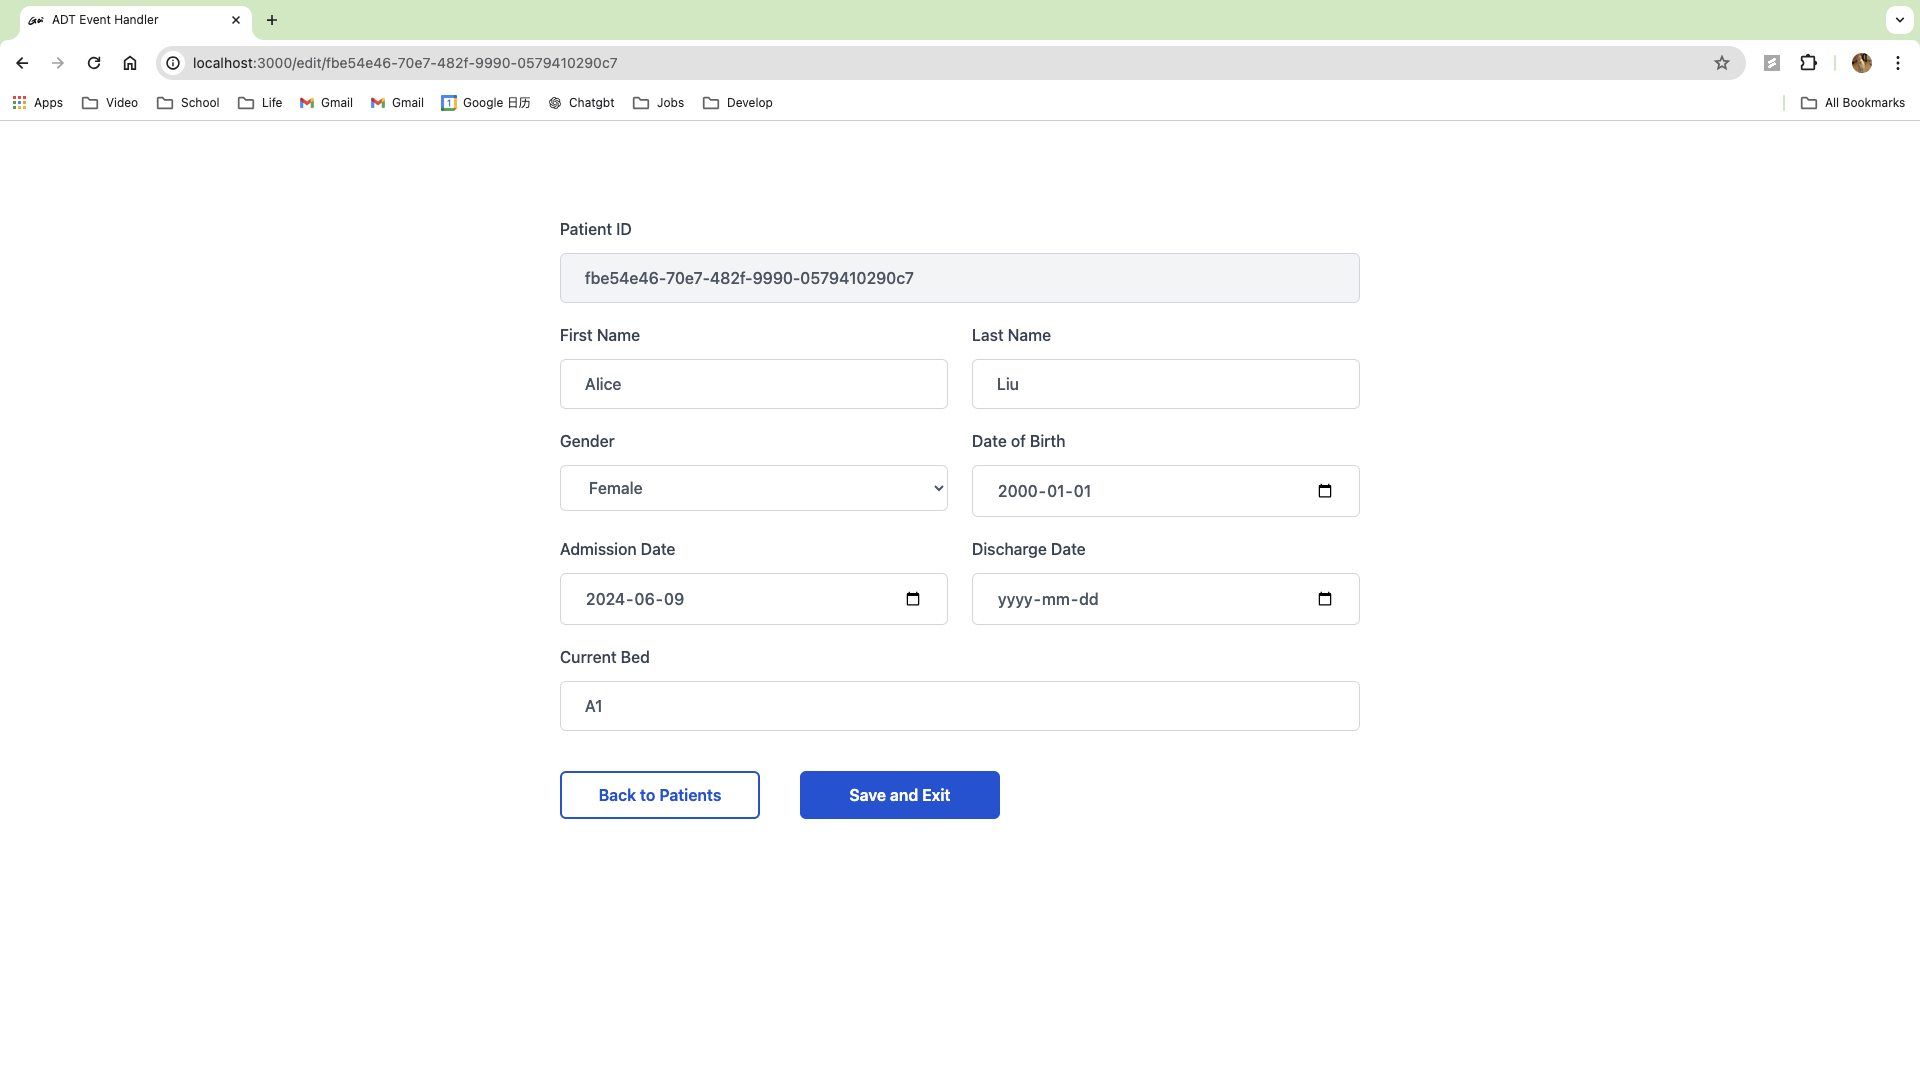 ADT Event Handler
localhost:3000/edit/fbe54e46-70e7-482f-9990-0579410290c7
Apps Video School Life Gmail Gmail Google 日历 Chatgbt Jobs Develop All Bookmarks
Patient ID
fbe54e46-70e7-482f-9990-0579410290c7
First Name Last Name
Alice Liu
Gender Date of Birth
Female 2000-01-01
Admission Date Discharge Date
2024-06-09 yyyy-mm-dd
Current Bed
A1
Back to Patients Save and Exit